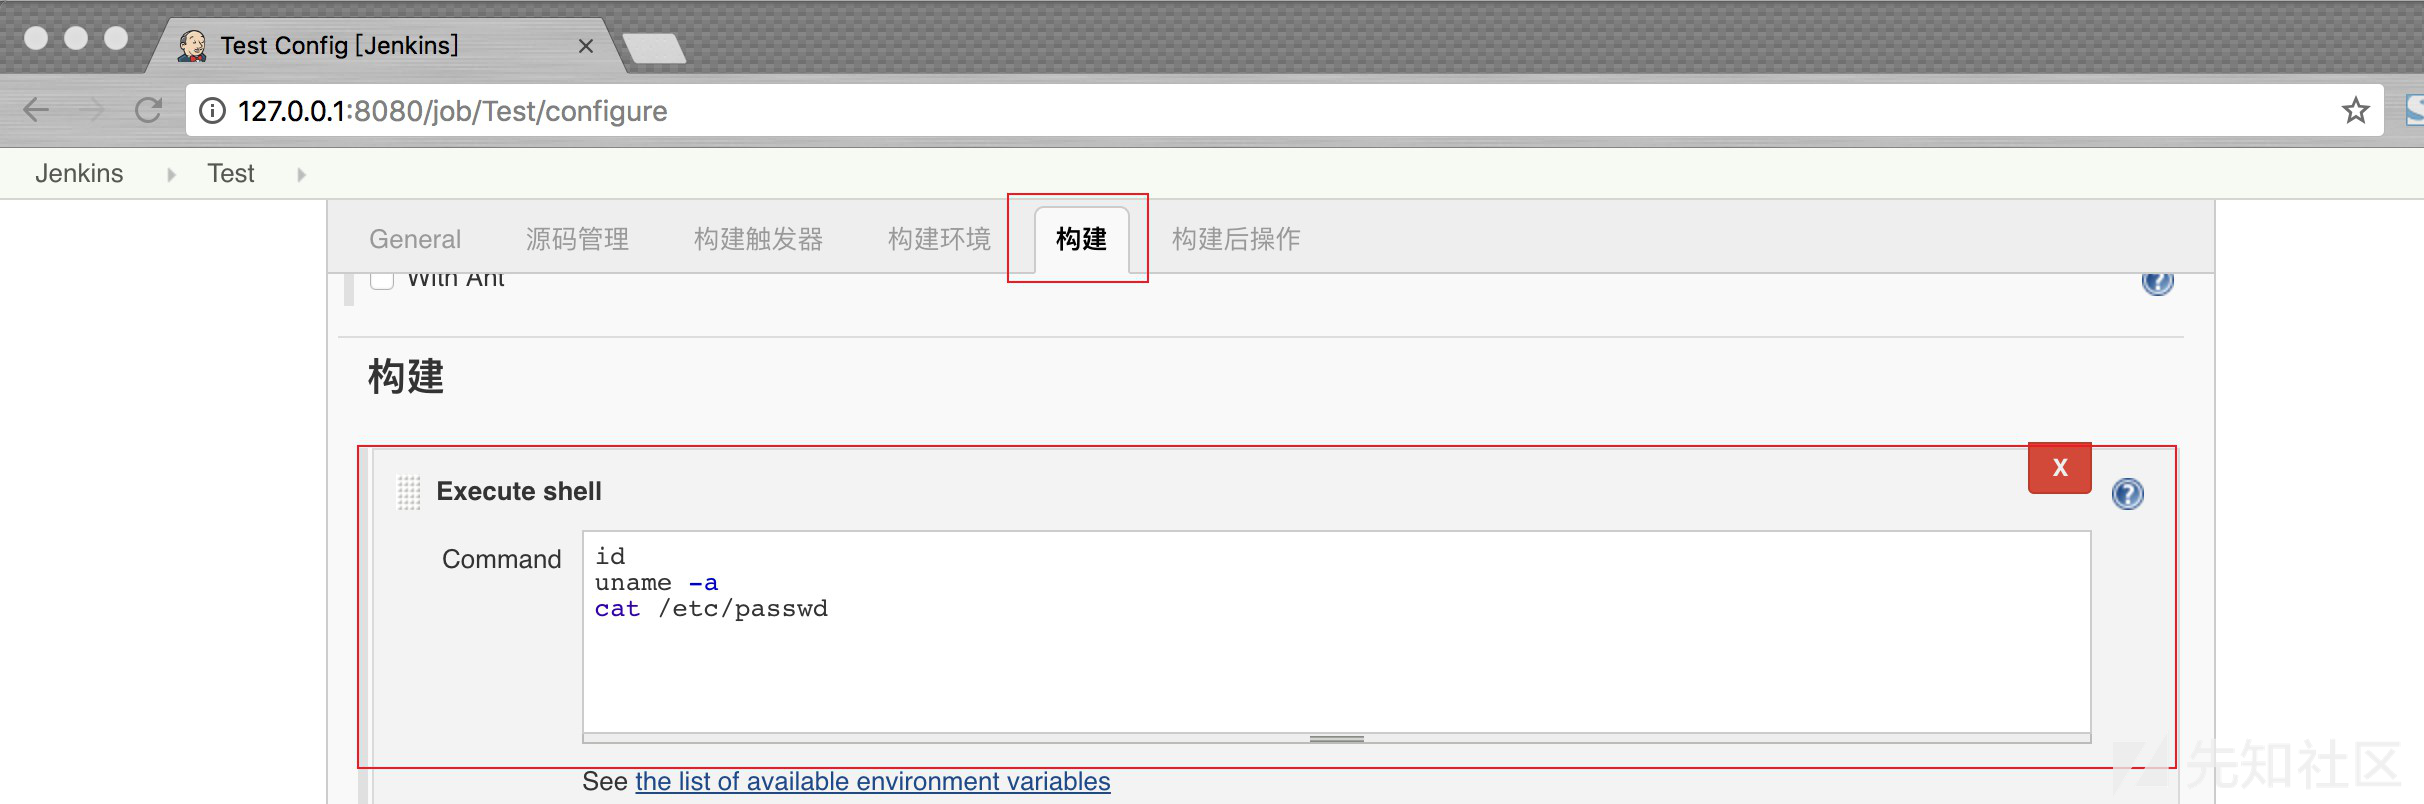 Test Config [Jenkins]
127.0.0.1:8080/job/Test/configure
Jenkins Test
General 源码管理 构建触发器 构建环境 构建 构建后操作
With Ant
构建
X
Execute shell
Command
id
uname -a
cat /etc/passwd
See the list of available environment variables
先知社区